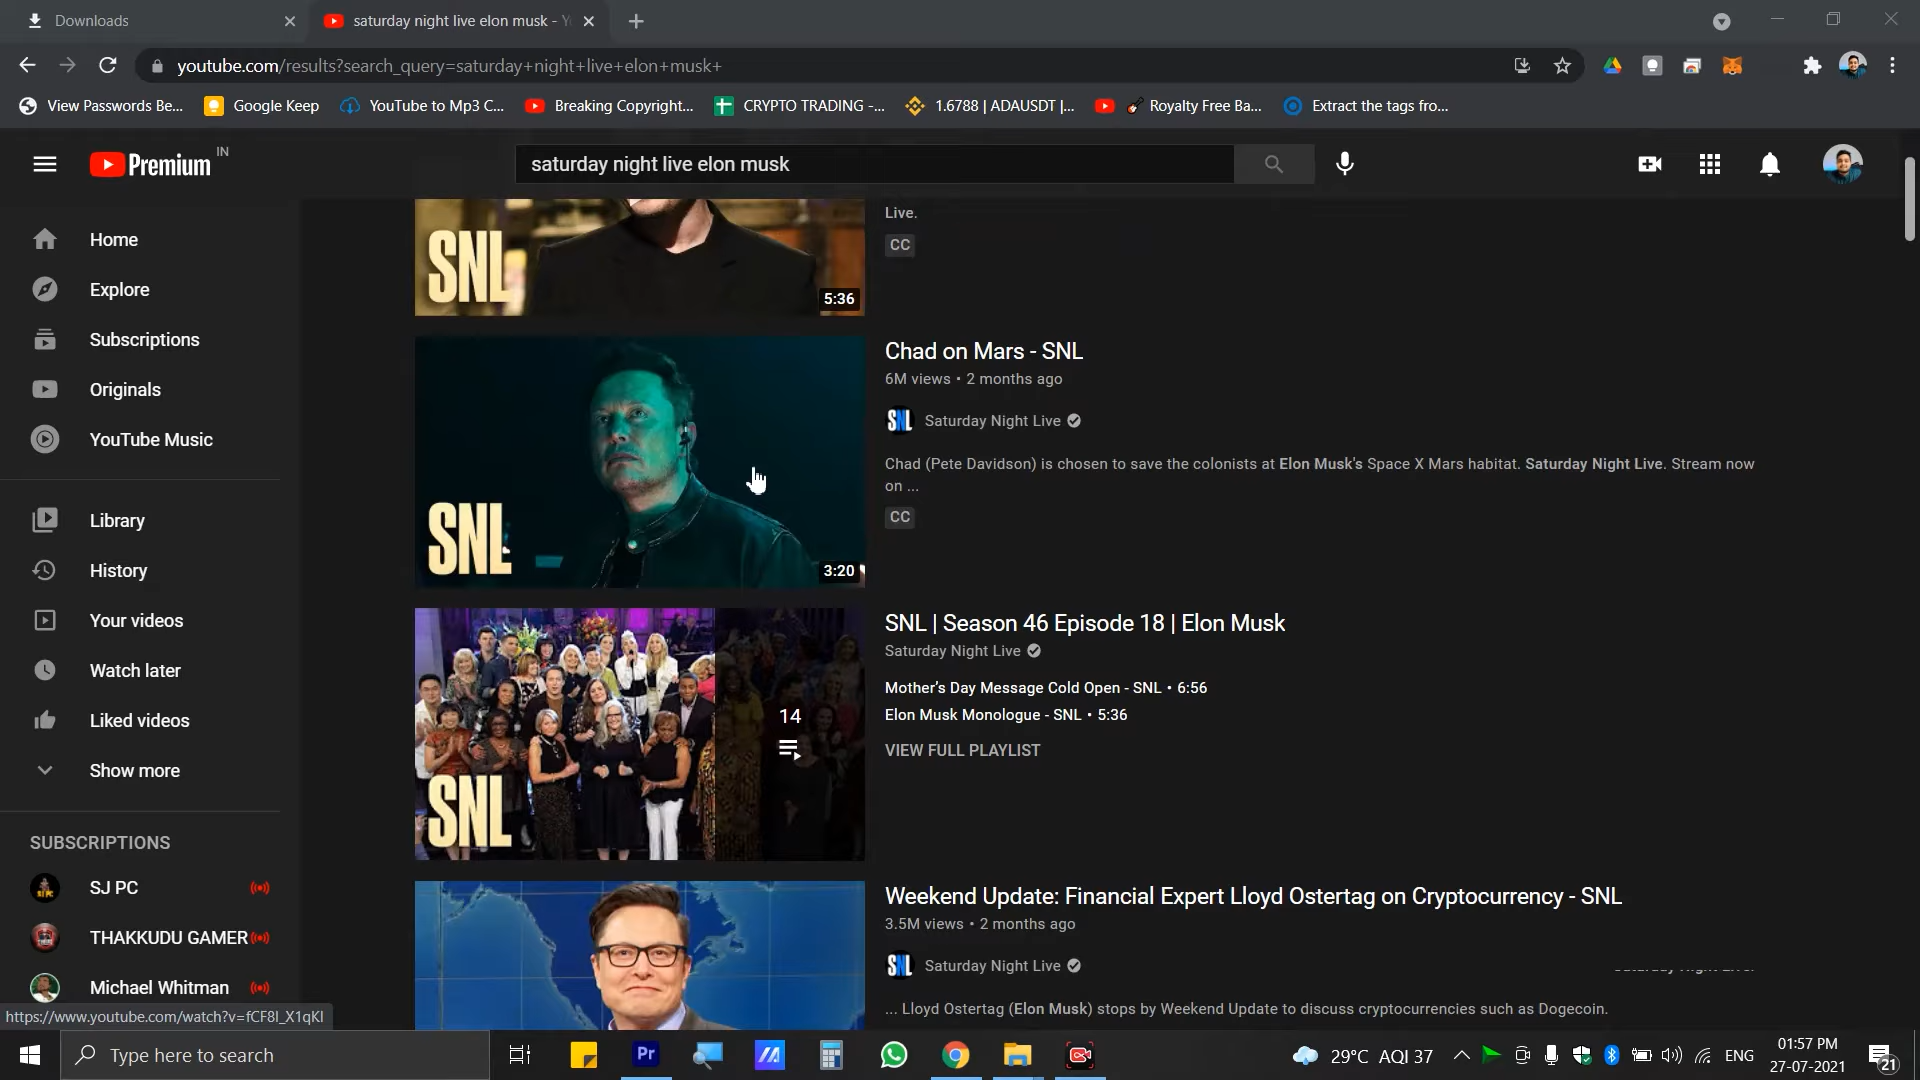 Downloads
saturday night live elon musk - Y
youtube.com/results?search_query=saturday+night+live+elon+musk+
View Passwords Be...
Google Keep
YouTube to Mp3 C...
Breaking Copyright...
CRYPTO TRADING -...
1.6788 | ADAUSDT |...
Royalty Free Ba...
Extract the tags fro...
Premium IN
saturday night live elon musk
Home
Explore
Subscriptions
Originals
YouTube Music
Library
History
Your videos
Watch later
Liked videos
Show more
SUBSCRIPTIONS
SJ PC
THAKKUDU GAMER
Michael Whitman
https://www.youtube.com/watch?v=fCF8I_X1qKI
SNL
5:36
Live.
CC
SNL
3:20
Chad on Mars - SNL
6M views • 2 months ago
SNL Saturday Night Live
Chad (Pete Davidson) is chosen to save the colonists at Elon Musk's Space X Mars habitat. Saturday Night Live. Stream now
on ...
CC
SNL
14
SNL | Season 46 Episode 18 | Elon Musk
Saturday Night Live
Mother's Day Message Cold Open - SNL • 6:56
Elon Musk Monologue - SNL • 5:36
VIEW FULL PLAYLIST
Weekend Update: Financial Expert Lloyd Ostertag on Cryptocurrency - SNL
3.5M views • 2 months ago
SNL Saturday Night Live
... Lloyd Ostertag (Elon Musk) stops by Weekend Update to discuss cryptocurrencies such as Dogecoin.
Type here to search
Pr
29°C AQI 37
ENG
01:57 PM
27-07-2021
21